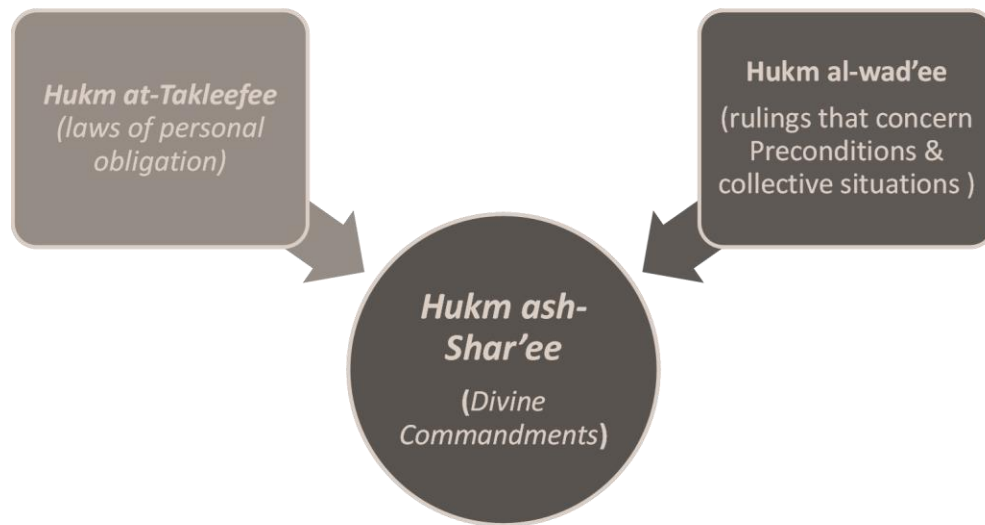 Hukm at-Takleefee
(laws of personal
obligation)
Hukm al-wad’ee
(rulings that concern
Preconditions &
collective situations )
Hukm ash-
Shar’ee
(Divine
Commandments)